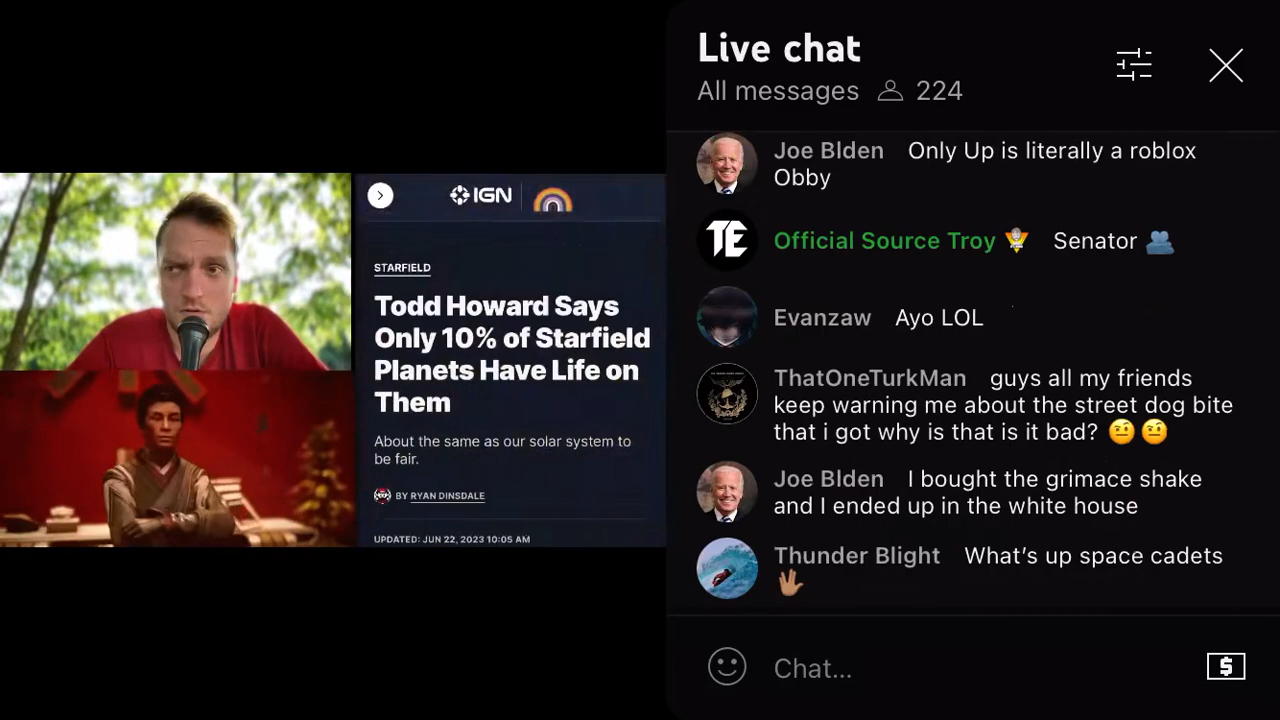 IGN
STARFIELD
Todd Howard Says
Only 10% of Starfield
Planets Have Life on
Them
About the same as our solar system to
be fair.
BY RYAN DINSDALE
UPDATED: JUN 22, 2023 10:05 AM
Live chat
All messages 224
Joe Blden Only Up is literally a roblox
Obby
TE
Official Source Troy Senator
Evanzaw Ayo LOL
ThatOneTurkMan guys all my friends
keep warning me about the street dog bite
that i got why is that is it bad? 🤨 🤨
Joe Blden I bought the grimace shake
and I ended up in the white house
Thunder Blight What’s up space cadets
🖖🏽
Chat...
$